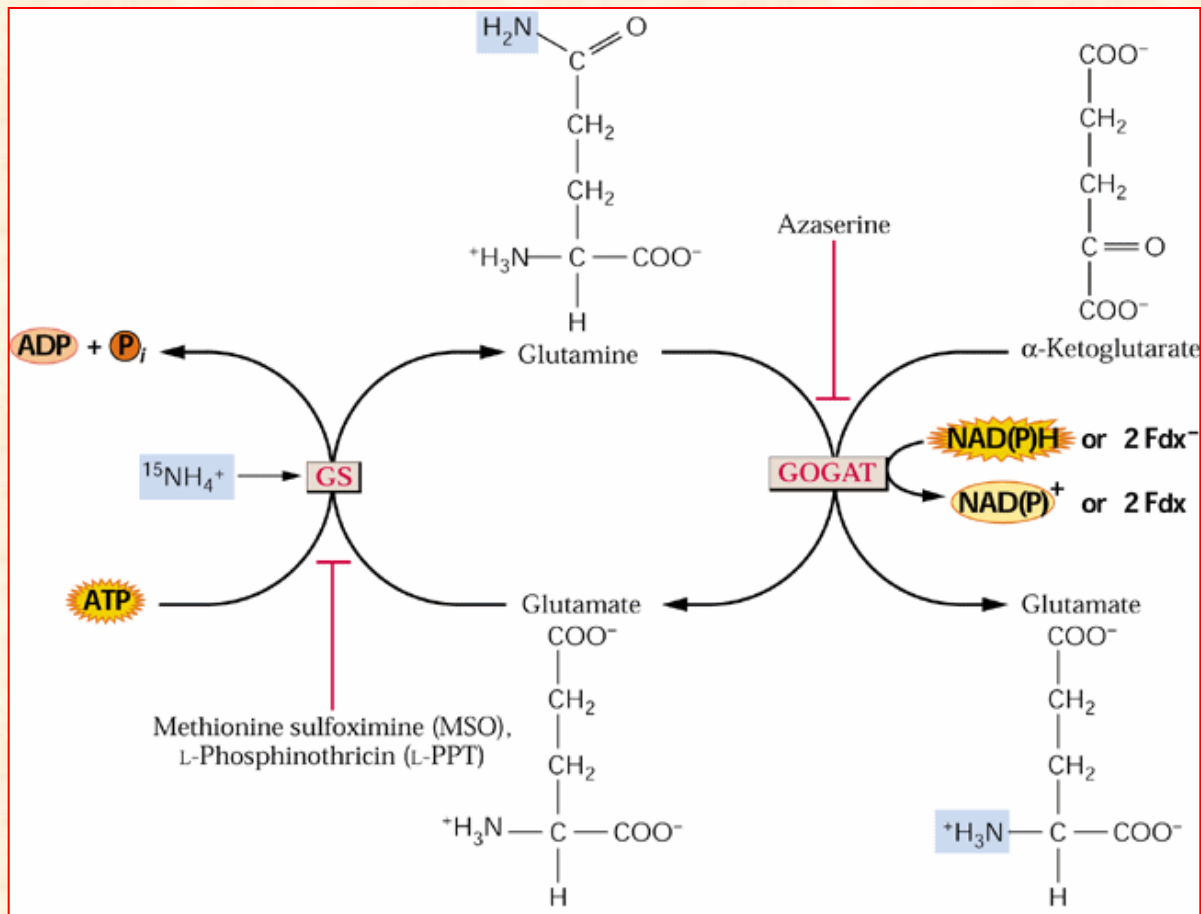 H₂N
O
C
CH₂
CH₂
⁺H₃N—C—COO⁻
H
Glutamine
COO⁻
CH₂
CH₂
C=O
COO⁻
α-Ketoglutarate
Azaserine
ADP + Pᵢ
¹⁵NH₄⁺
GS
GOGAT
NAD(P)H or 2 Fdx⁻
NAD(P)⁺ or 2 Fdx
ATP
Glutamate
COO⁻
CH₂
CH₂
⁺H₃N—C—COO⁻
H
Glutamate
COO⁻
CH₂
CH₂
⁺H₃N—C—COO⁻
H
Methionine sulfoximine (MSO),
L-Phosphinothricin (L-PPT)